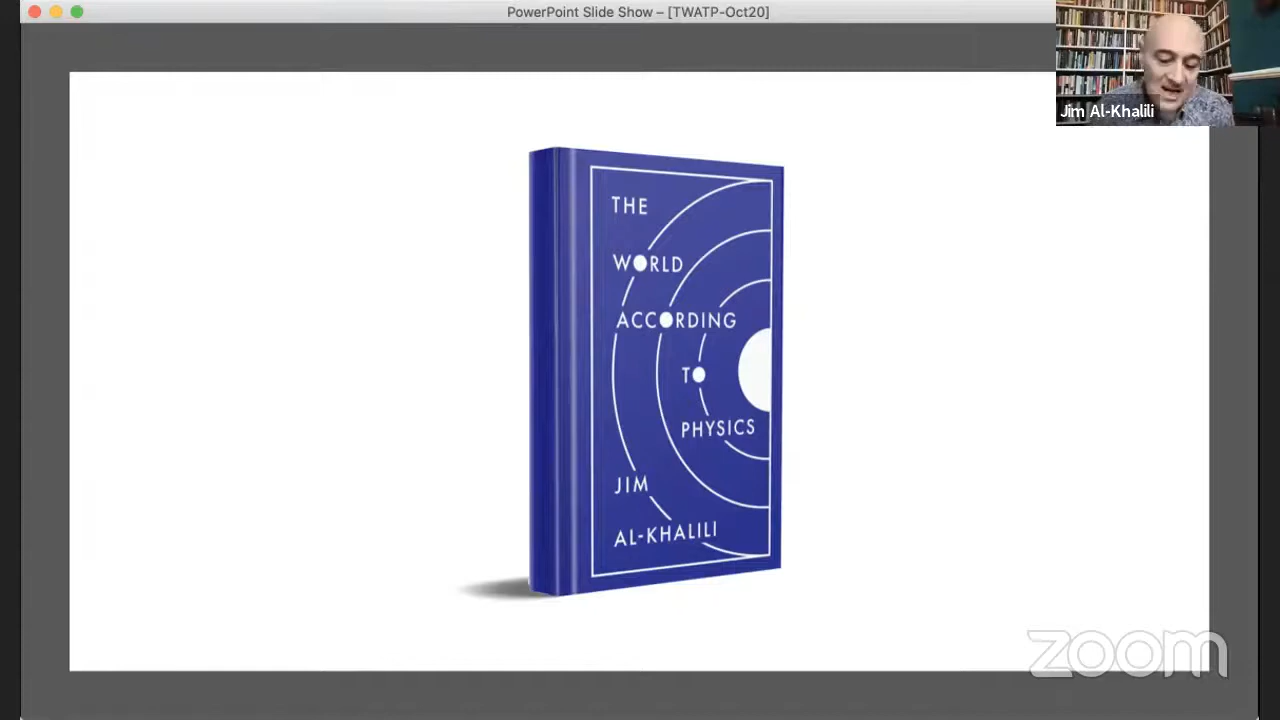 PowerPoint Slide Show – [TWATP-Oct20]
Jim Al-Khalili
THE
WORLD
ACCORDING
TO
PHYSICS
JIM
AL-KHALILI
zoom